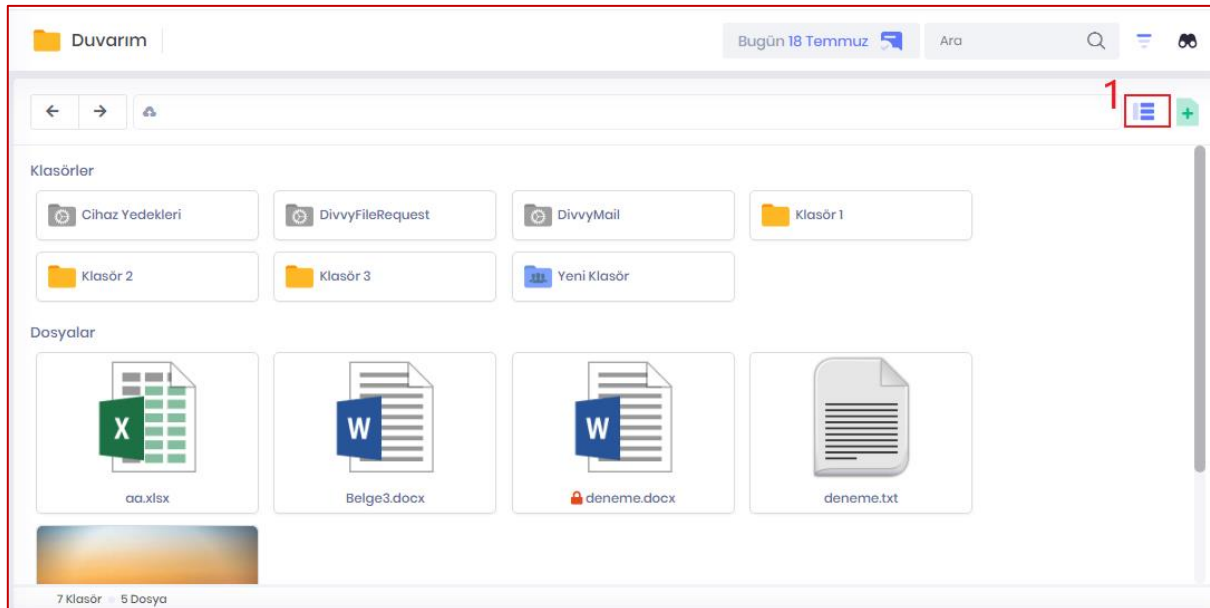 Duvarım
Bugün 18 Temmuz
Ara
1
Klasörler
Cihaz Yedekleri
DivvyFileRequest
DivvyMail
Klasör 1
Klasör 2
Klasör 3
Yeni Klasör
Dosyalar
X
W
W
aa.xlsx
Belge3.docx
deneme.docx
deneme.txt
7 Klasör
5 Dosya